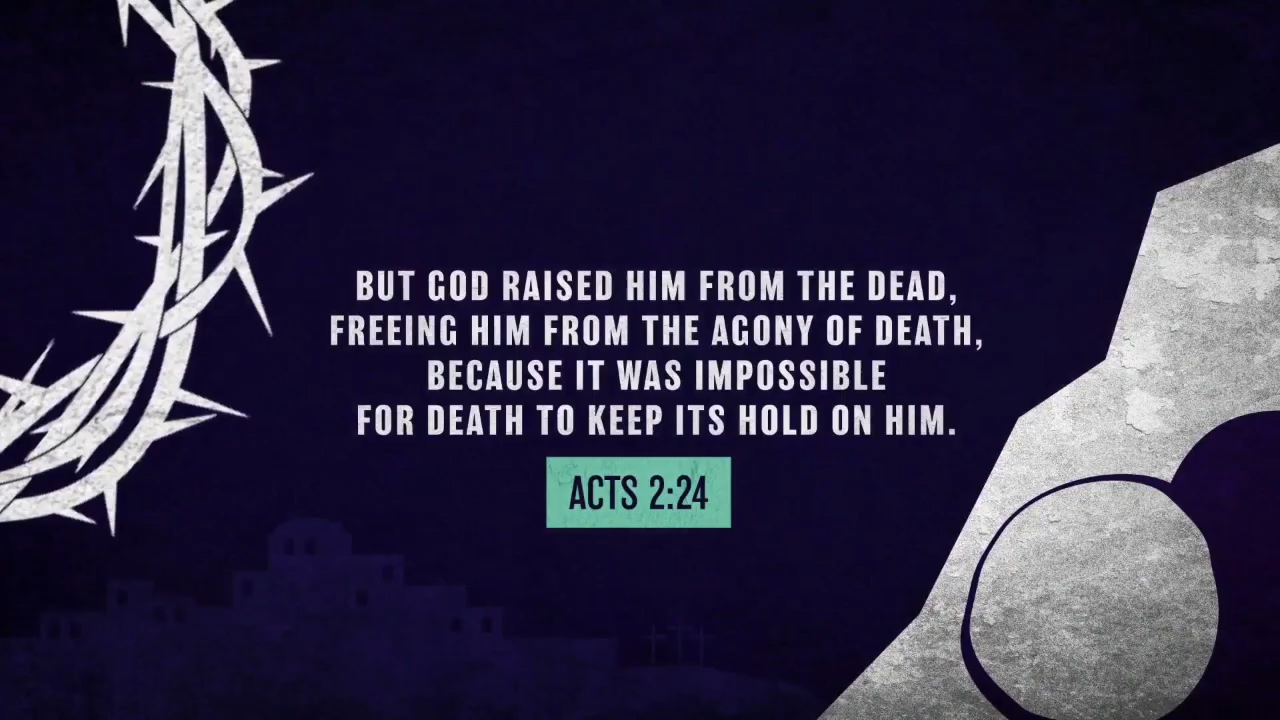 BUT GOD RAISED HIM FROM THE DEAD,
FREEING HIM FROM THE AGONY OF DEATH,
BECAUSE IT WAS IMPOSSIBLE
FOR DEATH TO KEEP ITS HOLD ON HIM.
ACTS 2:24